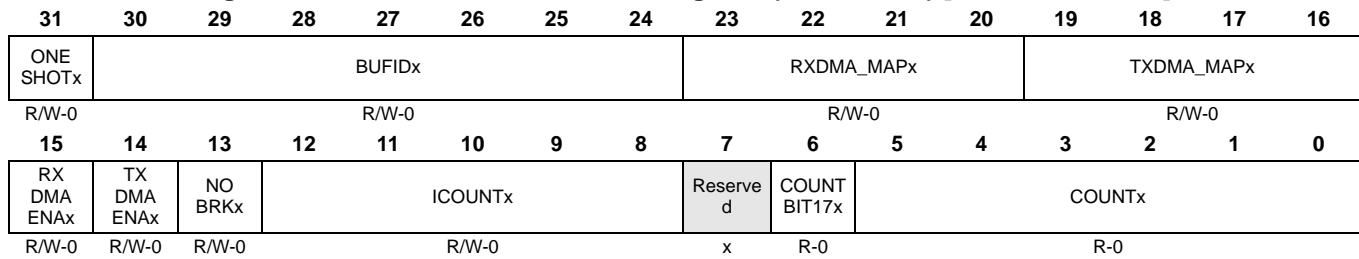 31 30 29 28 27 26 25 24 23 22 21 20 19 18 17 16
ONE
SHOTx
BUFIDx
RXDMA_MAPx
TXDMA_MAPx
R/W-0 R/W-0 R/W-0 R/W-0
15 14 13 12 11 10 9 8 7 6 5 4 3 2 1 0
RX
DMA
ENAx
TX
DMA
ENAx
NO
BRKx
ICOUNTx
Reserve
d
COUNT
BIT17x
COUNTx
R/W-0 R/W-0 R/W-0 R/W-0 x R-0 R-0